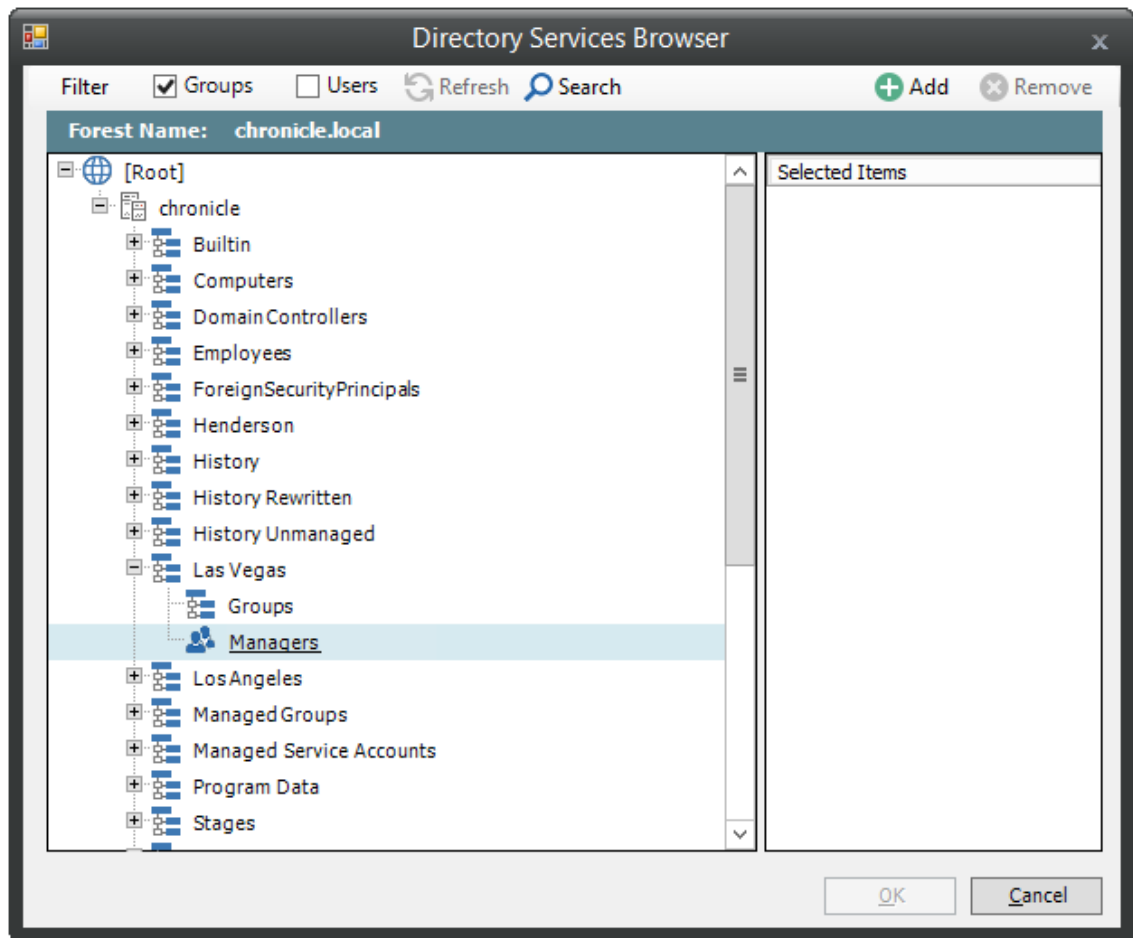 Directory Services Browser x
Filter Groups Users Refresh Search Add Remove
Forest Name: chronicle.local
[Root]
Selected Items
chronicle
Builtin
Computers
Domain Controllers
Employees
ForeignSecurityPrincipals
Henderson
History
History Rewritten
History Unmanaged
Las Vegas
Groups
Managers
Los Angeles
Managed Groups
Managed Service Accounts
Program Data
Stages
OK Cancel